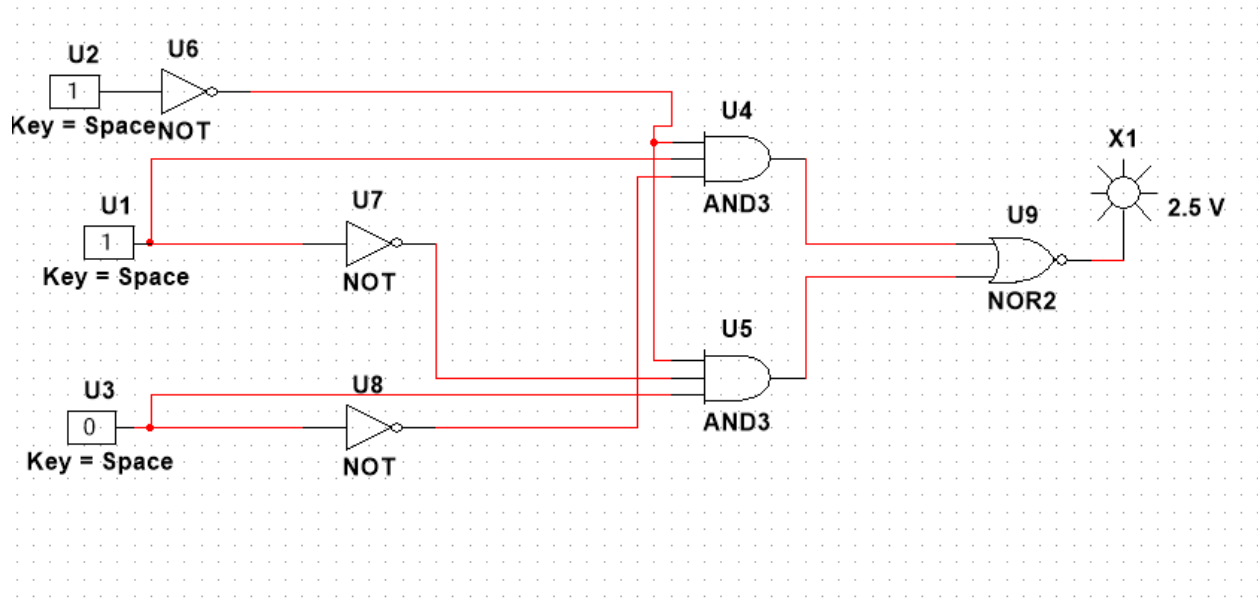 U2
U6
1
Key = Space
NOT
U4
AND3
X1
2.5 V
U1
1
Key = Space
U7
NOT
U9
NOR2
U5
AND3
U3
0
Key = Space
U8
NOT